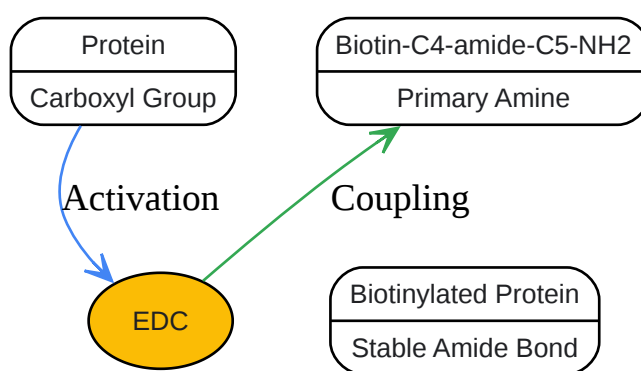 Protein
Carboxyl Group
Biotin-C4-amide-C5-NH2
Primary Amine
Activation
Coupling
EDC
Biotinylated Protein
Stable Amide Bond